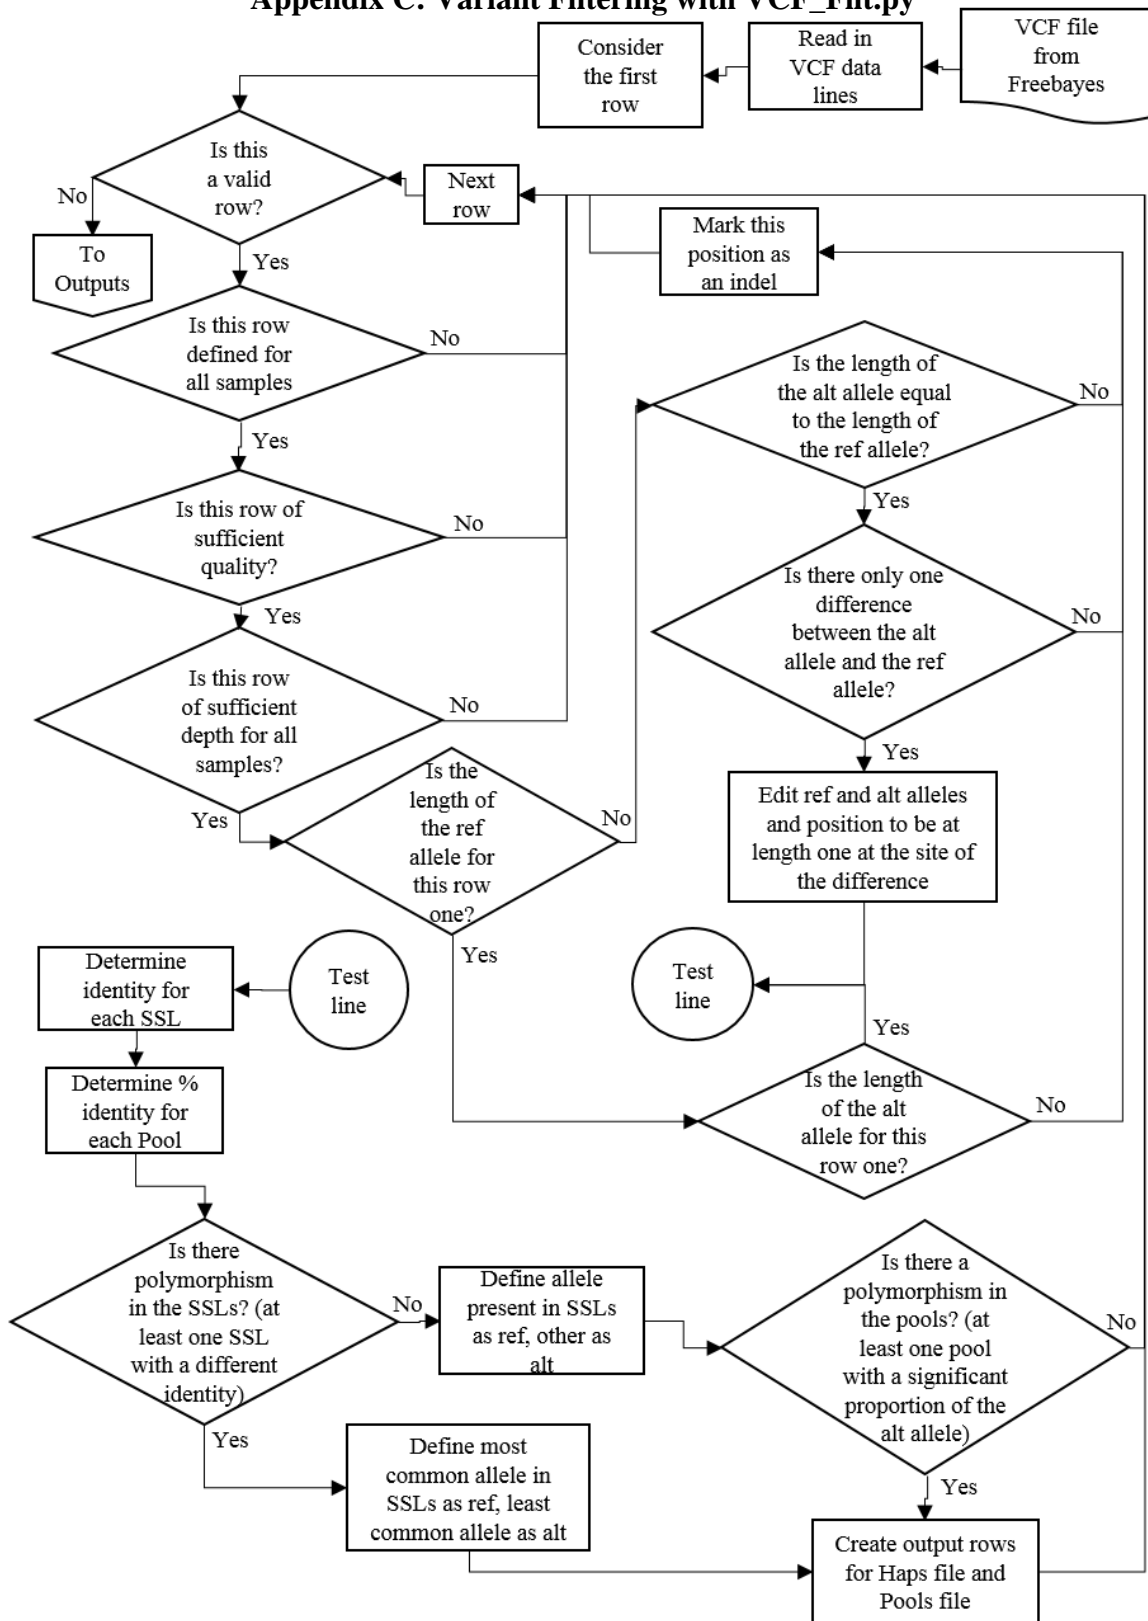 Appendix C: Variant Filtering with VCF_Filt.py
VCF file
from
Freebayes
Read in
VCF data
lines
Consider
the first
row
Is this
a valid
row?
No
To
Outputs
Yes
Next
row
Mark this
position as
an indel
Is this row
defined for
all samples
No
Yes
Is this row of
sufficient
quality?
No
Yes
Is this row
of sufficient
depth for all
samples?
No
Yes
Is the
length of
the ref
allele for
this row
one?
No
Yes
Is the length of
the alt allele equal
to the length of
the ref allele?
No
Yes
Is there only one
difference
between the alt
allele and the ref
allele?
No
Yes
Edit ref and alt alleles
and position to be at
length one at the site of
the difference
Test
line
Yes
Is the length
of the alt
allele for this
row one?
No
Test
line
Determine
identity for
each SSL
Determine %
identity for
each Pool
Is there
polymorphism
in the SSLs? (at
least one SSL
with a different
identity)
No
Yes
Define allele
present in SSLs
as ref, other as
alt
Is there a
polymorphism in
the pools? (at
least one pool
with a significant
proportion of the
alt allele)
No
Yes
Define most
common allele in
SSLs as ref, least
common allele as alt
Create output rows
for Haps file and
Pools file